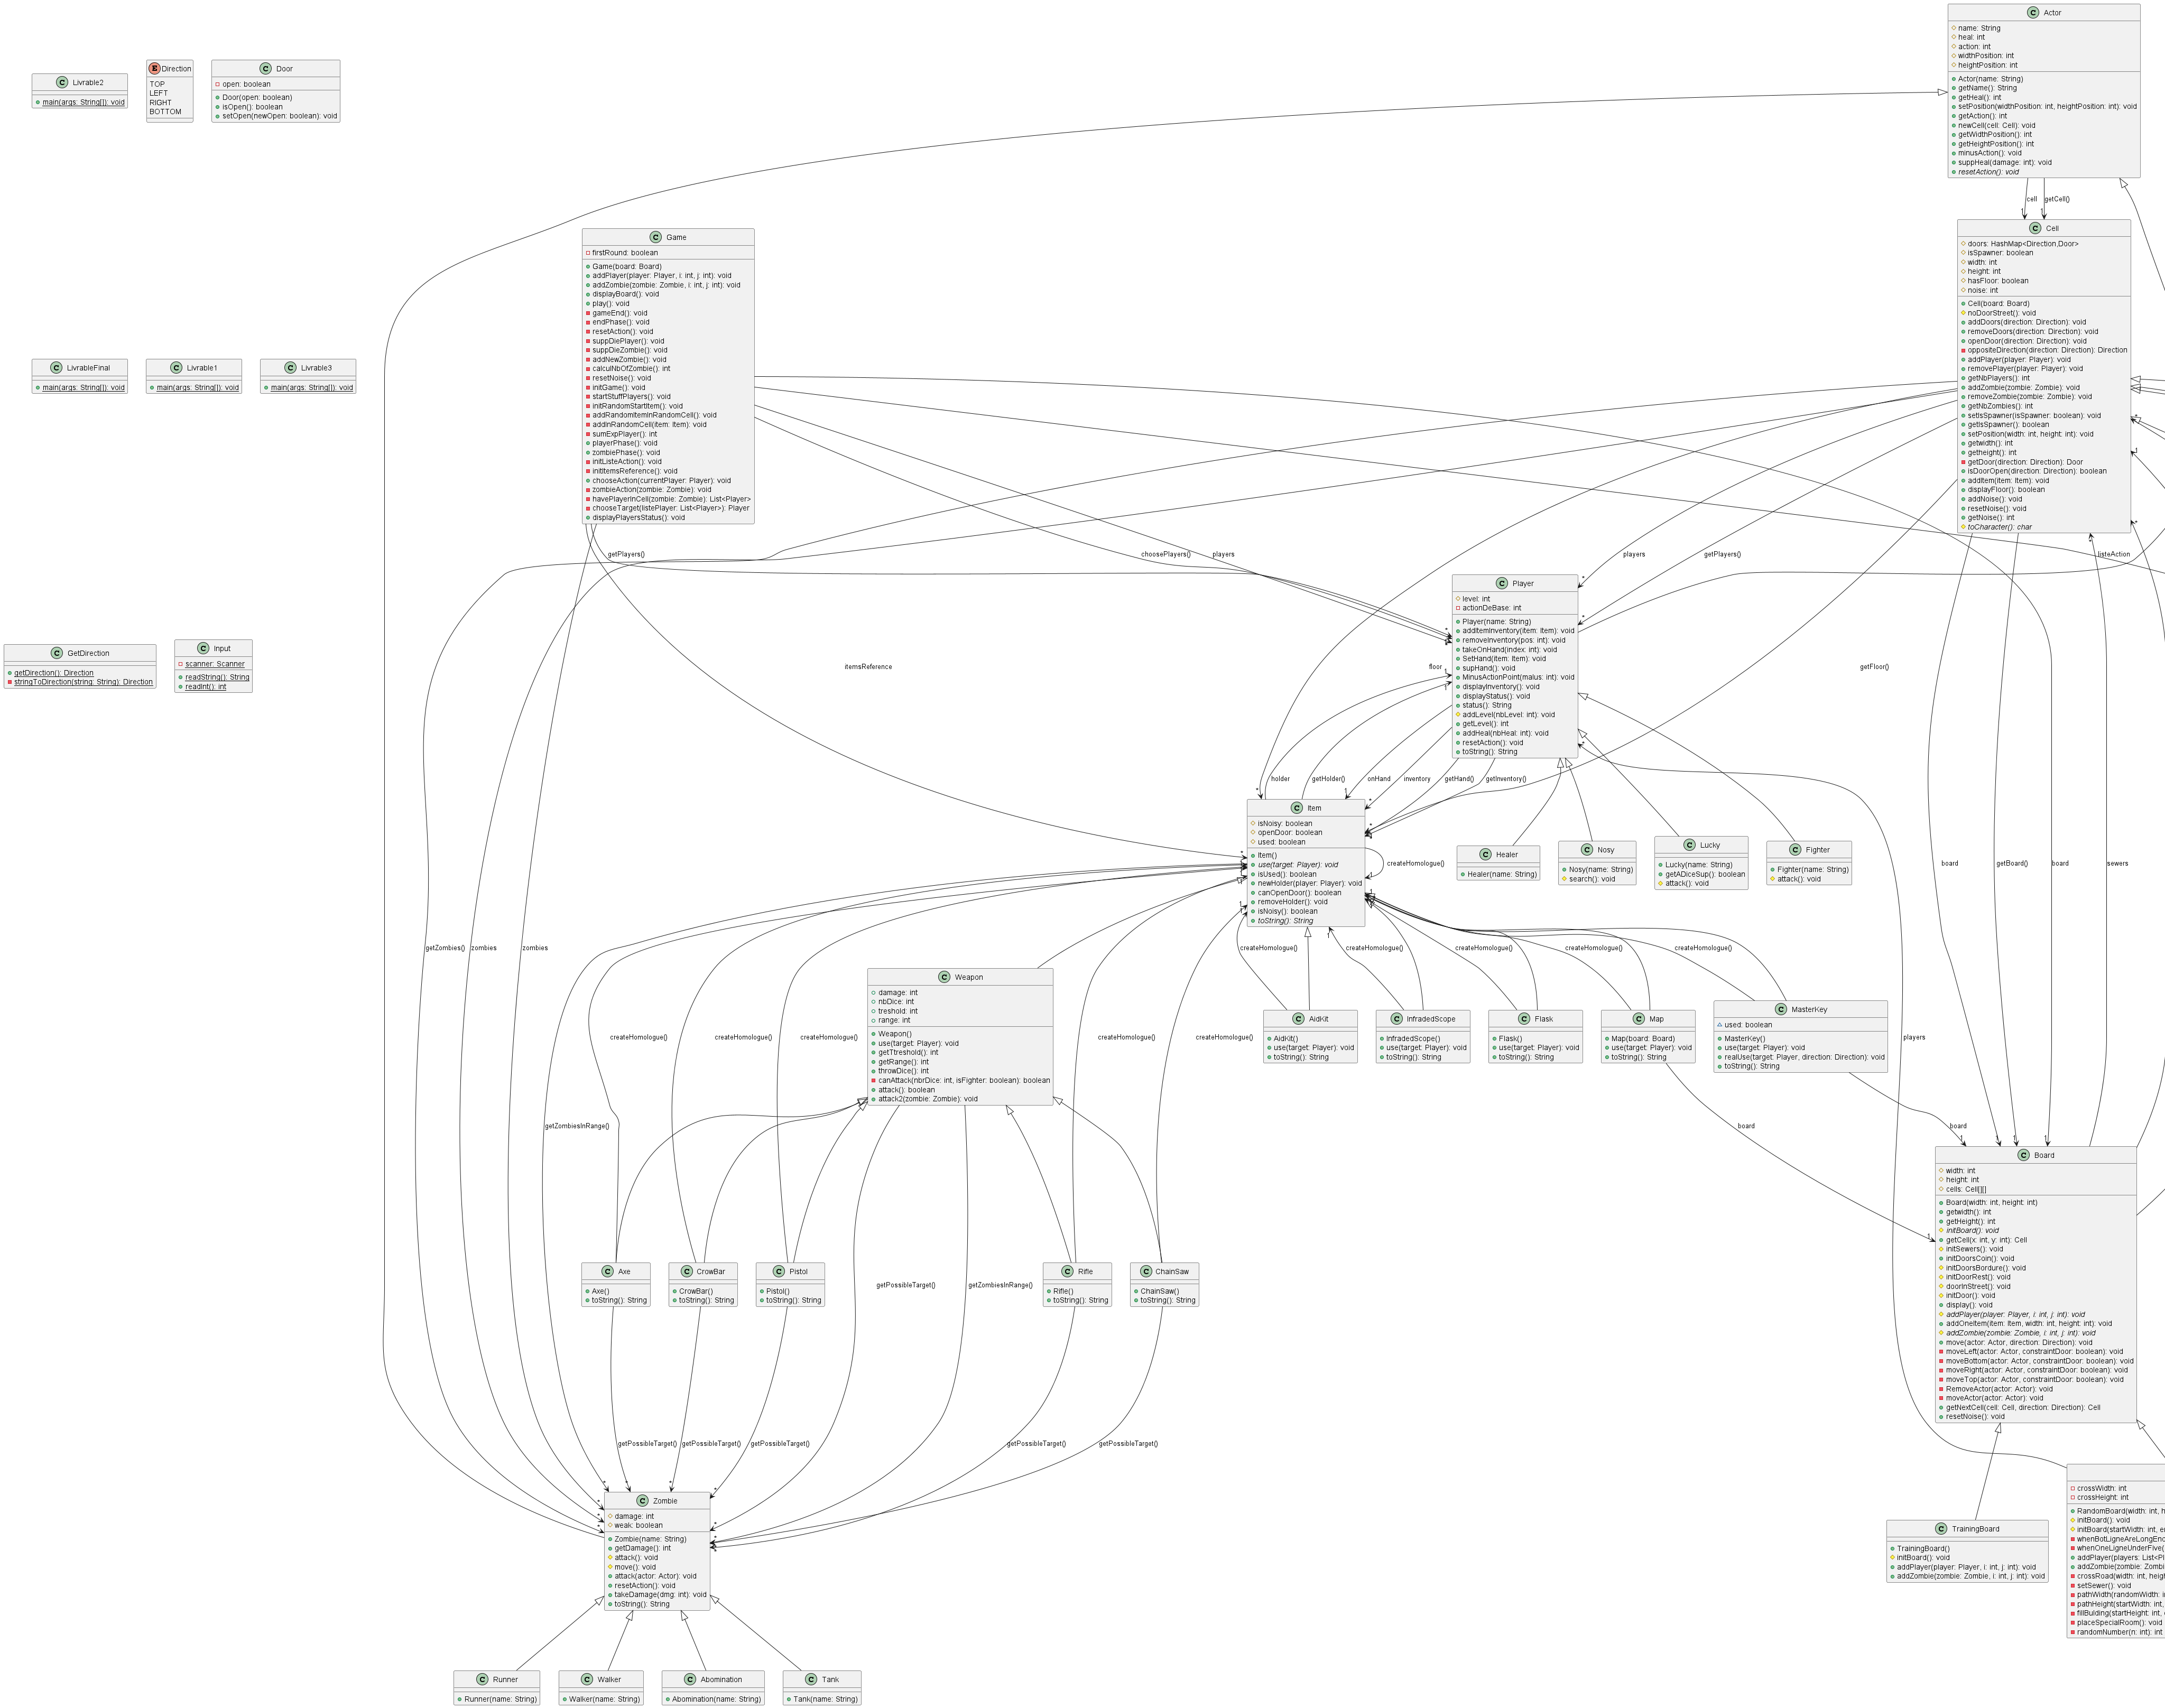 Actor
name: String
heal: int
action: int
widthPosition: int
heightPosition: int
Actor(name: String)
getName(): String
getHeal(): int
setPosition(widthPosition: int, heightPosition: int): void
getAction(): int
newCell(cell: Cell): void
getWidthPosition(): int
getHeightPosition(): int
minusAction(): void
suppHeal(damage: int): void
resetAction(): void
Livrable2
main(args: String[]): void
Direction
TOP
LEFT
RIGHT
BOTTOM
Door
open: boolean
Door(open: boolean)
isOpen(): boolean
setOpen(newOpen: boolean): void
cell
getCell()
1
1
Game
firstRound: boolean
Game(board: Board)
addPlayer(player: Player, i: int, j: int): void
addZombie(zombie: Zombie, i: int, j: int): void
displayBoard(): void
play(): void
gameEnd(): void
endPhase(): void
resetAction(): void
suppDiePlayer(): void
suppDieZombie(): void
addNewZombie(): void
calculNbOfZombie(): int
resetNoise(): void
initGame(): void
startStuffPlayers(): void
initRandomStartItem(): void
addRandomItemInRandomCell(): void
addInRandomCell(item: Item): void
sumExpPlayer(): int
playerPhase(): void
zombiePhase(): void
initListeAction(): void
initItemsReference(): void
chooseAction(currentPlayer: Player): void
zombieAction(zombie: Zombie): void
havePlayerInCell(zombie: Zombie): List<Player>
chooseTarget(listePlayer: List<Player>): Player
displayPlayersStatus(): void
Cell
doors: HashMap<Direction,Door>
isSpawner: boolean
width: int
height: int
hasFloor: boolean
noise: int
Cell(board: Board)
noDoorStreet(): void
addDoors(direction: Direction): void
removeDoors(direction: Direction): void
openDoor(direction: Direction): void
oppositeDirection(direction: Direction): Direction
addPlayer(player: Player): void
removePlayer(player: Player): void
getNbPlayers(): int
addZombie(zombie: Zombie): void
removeZombie(zombie: Zombie): void
getNbZombies(): int
setIsSpawner(isSpawner: boolean): void
getIsSpawner(): boolean
setPosition(width: int, height: int): void
getwidth(): int
getheight(): int
getDoor(direction: Direction): Door
isDoorOpen(direction: Direction): boolean
addItem(item: Item): void
displayFloor(): boolean
addNoise(): void
resetNoise(): void
getNoise(): int
toCharacter(): char
LivrableFinal
main(args: String[]): void
Livrable1
main(args: String[]): void
Livrable3
main(args: String[]): void
getPlayers()
choosePlayers()
players
players
getPlayers()
listeAction
Player
level: int
actionDeBase: int
Player(name: String)
addItemInventory(item: Item): void
removeInventory(pos: int): void
takeOnHand(index: int): void
SetHand(item: Item): void
supHand(): void
MinusActionPoint(malus: int): void
displayInventory(): void
displayStatus(): void
status(): String
addLevel(nbLevel: int): void
getLevel(): int
addHeal(nbHeal: int): void
resetAction(): void
toString(): String
GetDirection
getDirection(): Direction
stringToDirection(string: String): Direction
Input
scanner: Scanner
readString(): String
readInt(): int
itemsReference
floor
getFloor()
holder
getHolder()
onHand
inventory
getHand()
getInventory()
Item
isNoisy: boolean
openDoor: boolean
used: boolean
Item()
use(target: Player): void
isUsed(): boolean
newHolder(player: Player): void
canOpenDoor(): boolean
removeHolder(): void
isNoisy(): boolean
toString(): String
createHomologue()
Healer
Healer(name: String)
Nosy
Nosy(name: String)
search(): void
Lucky
Lucky(name: String)
getADiceSup(): boolean
attack(): void
Fighter
Fighter(name: String)
attack(): void
board
getBoard()
board
sewers
getZombies()
zombies
zombies
createHomologue()
createHomologue()
createHomologue()
createHomologue()
createHomologue()
Weapon
damage: int
nbDice: int
treshold: int
range: int
Weapon()
use(target: Player): void
getTtreshold(): int
getRange(): int
throwDice(): int
canAttack(nbrDice: int, isFighter: boolean): boolean
attack(): boolean
attack2(zombie: Zombie): void
AidKit
AidKit()
use(target: Player): void
toString(): String
InfradedScope
InfradedScope()
use(target: Player): void
toString(): String
Flask
Flask()
use(target: Player): void
toString(): String
Map
Map(board: Board)
use(target: Player): void
toString(): String
MasterKey
used: boolean
MasterKey()
use(target: Player): void
realUse(target: Player, direction: Direction): void
toString(): String
players
createHomologue()
createHomologue()
createHomologue()
createHomologue()
createHomologue()
getZombiesInRange()
board
board
Board
width: int
height: int
cells: Cell[][]
Board(width: int, height: int)
getwidth(): int
getHeight(): int
initBoard(): void
getCell(x: int, y: int): Cell
initSewers(): void
initDoorsCoin(): void
initDoorsBordure(): void
initDoorRest(): void
doorInStreet(): void
initDoor(): void
display(): void
addPlayer(player: Player, i: int, j: int): void
addOneItem(item: Item, width: int, height: int): void
addZombie(zombie: Zombie, i: int, j: int): void
move(actor: Actor, direction: Direction): void
moveLeft(actor: Actor, constraintDoor: boolean): void
moveBottom(actor: Actor, constraintDoor: boolean): void
moveRight(actor: Actor, constraintDoor: boolean): void
moveTop(actor: Actor, constraintDoor: boolean): void
RemoveActor(actor: Actor): void
moveActor(actor: Actor): void
getNextCell(cell: Cell, direction: Direction): Cell
resetNoise(): void
Axe
Axe()
toString(): String
CrowBar
CrowBar()
toString(): String
Pistol
Pistol()
toString(): String
getPossibleTarget()
getZombiesInRange()
Rifle
Rifle()
toString(): String
ChainSaw
ChainSaw()
toString(): String
getPossibleTarget()
getPossibleTarget()
getPossibleTarget()
getPossibleTarget()
getPossibleTarget()
Zombie
damage: int
weak: boolean
Zombie(name: String)
getDamage(): int
attack(): void
move(): void
attack(actor: Actor): void
resetAction(): void
takeDamage(dmg: int): void
toString(): String
TrainingBoard
TrainingBoard()
initBoard(): void
addPlayer(player: Player, i: int, j: int): void
addZombie(zombie: Zombie, i: int, j: int): void
crossWidth: int
crossHeight: int
RandomBoard(width: int, h
initBoard(): void
initBoard(startWidth: int, e
whenBotLigneAreLongEno
whenOneLigneUnderFive(
addPlayer(players: List<Pl
addZombie(zombie: Zombi
crossRoad(width: int, heigh
setSewer(): void
pathWidth(randomWidth: i
pathHeight(startWidth: int,
fillBulding(startHeight: int,
placeSpecialRoom(): void
randomNumber(n: int): int
Runner
Runner(name: String)
Walker
Walker(name: String)
Abomination
Abomination(name: String)
Tank
Tank(name: String)